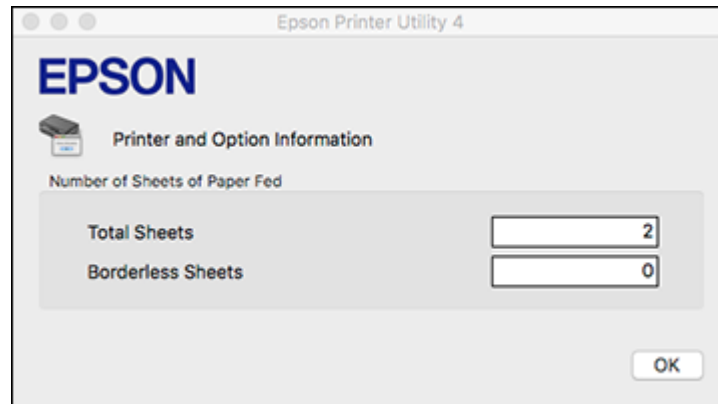 Epson Printer Utility 4
EPSON
Printer and Option Information
Number of Sheets of Paper Fed
Total Sheets 2
Borderless Sheets 0
OK